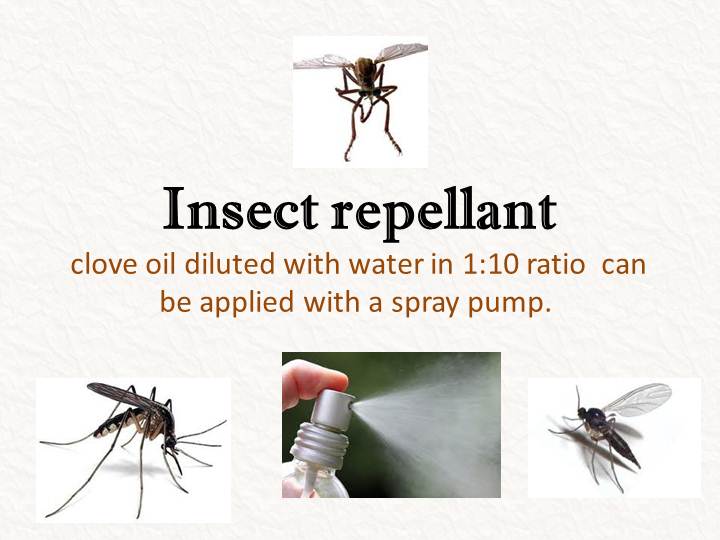 Insect repellant
clove oil diluted with water in 1:10 ratio  can
be applied with a spray pump.